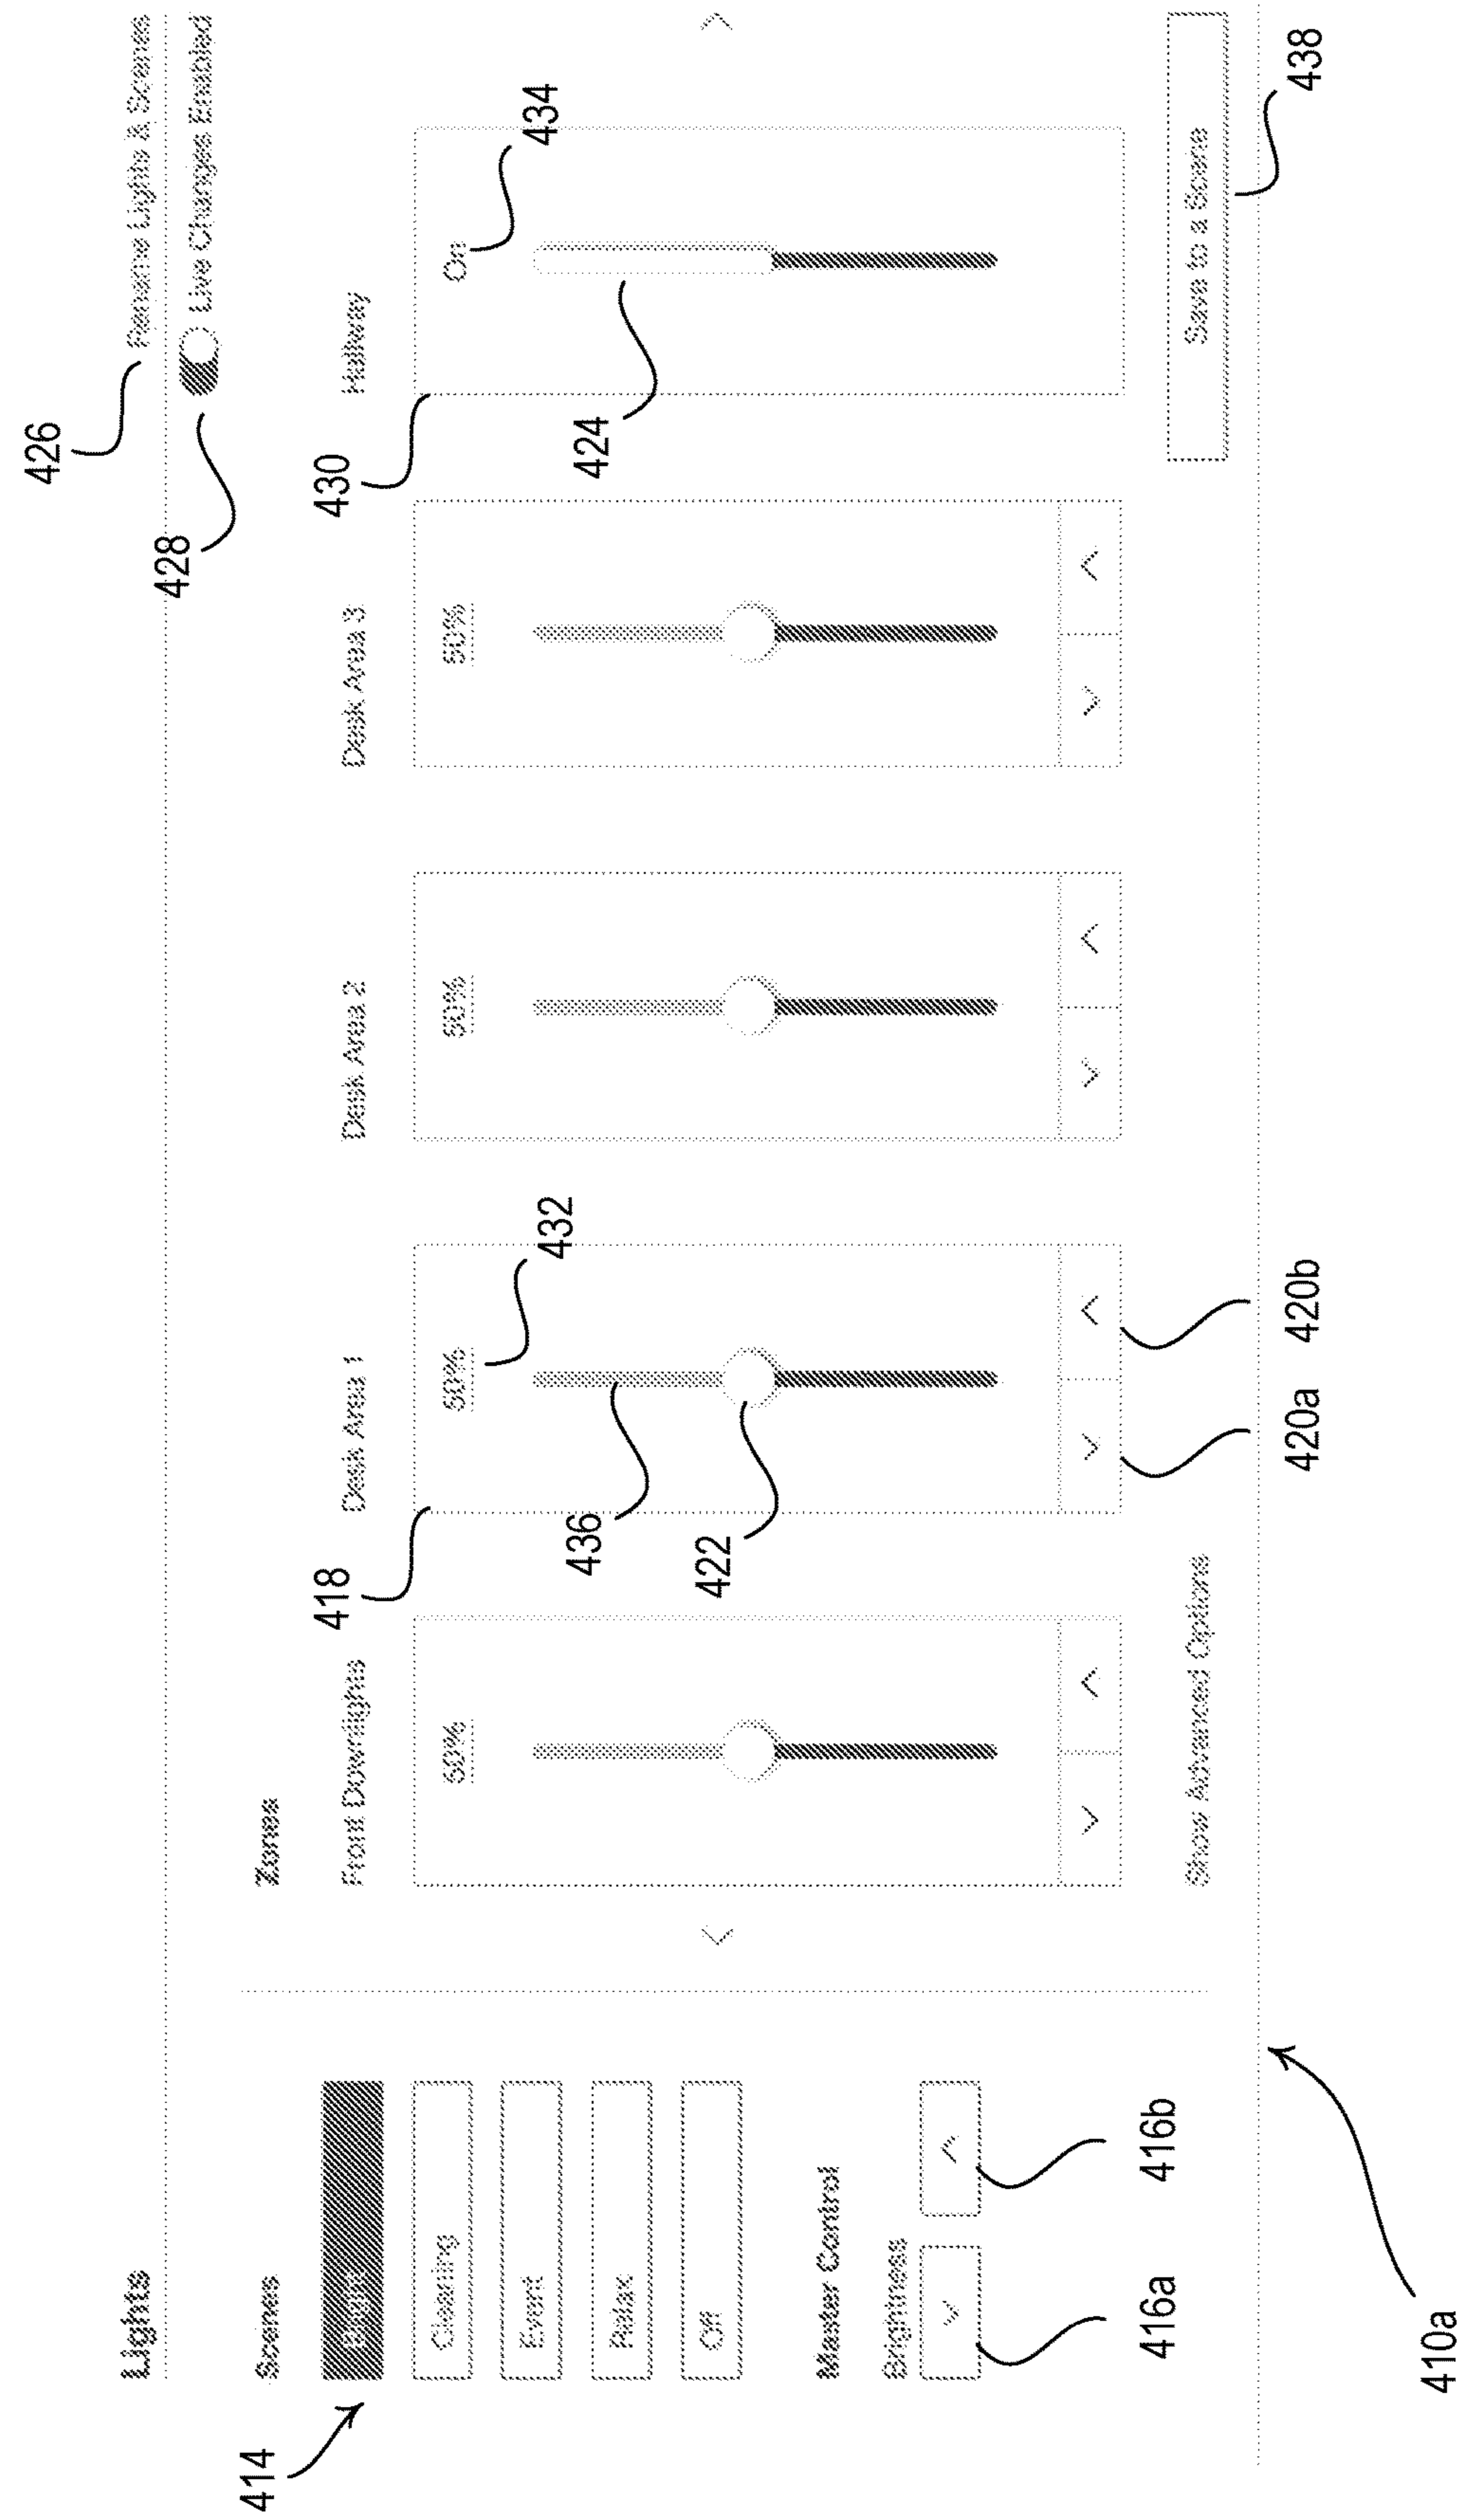 426
Lights
Rename Lights & Scenes
428
Live Changes Enabled
414
Scenes
Zones
418
430
Front Downlights
Desk Area 1
Desk Area 2
Desk Area 3
Hallway
Cleaning
50%
50%
50%
50%
On
432
434
Event
436
424
Relax
Off
422
Master Control
Brightness
416a
416b
Show Advanced Options
Save to a Scene
420a
420b
438
410a